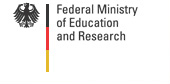 Federal Ministry
of Education
and Research